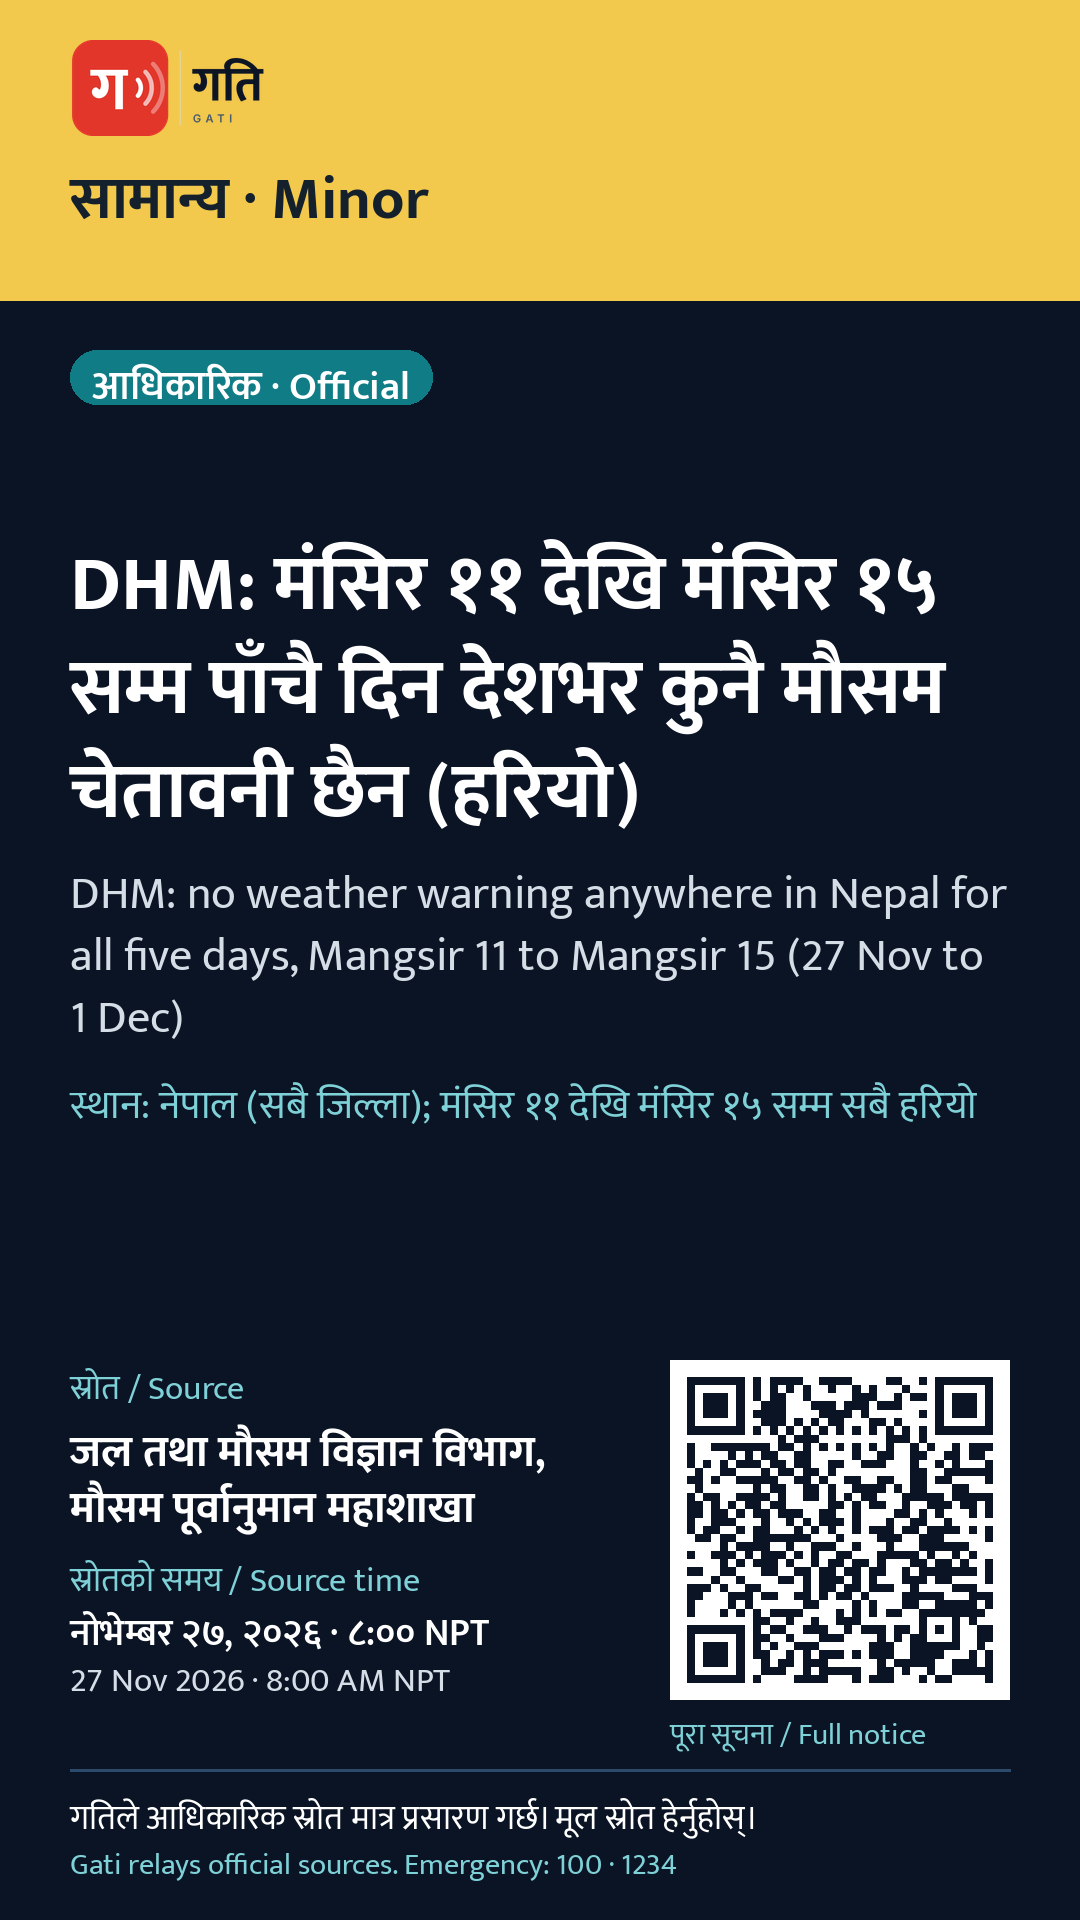 ग
गति
GATI
सामान्य · Minor
आधिकारिक · Official
DHM: मंसिर ११ देखि मंसिर १५
सम्म पाँचै दिन देशभर कुनै मौसम
चेतावनी छैन (हरियो)
DHM: no weather warning anywhere in Nepal for
all five days, Mangsir 11 to Mangsir 15 (27 Nov to
1 Dec)
स्थान: नेपाल (सबै जिल्ला); मंसिर ११ देखि मंसिर १५ सम्म सबै हरियो
स्रोत / Source
जल तथा मौसम विज्ञान विभाग,
मौसम पूर्वानुमान महाशाखा
स्रोतको समय / Source time
नोभेम्बर २७, २०२६ · ८:०० NPT
27 Nov 2026 · 8:00 AM NPT
पूरा सूचना / Full notice
गतिले आधिकारिक स्रोत मात्र प्रसारण गर्छ। मूल स्रोत हेर्नुहोस्।
Gati relays official sources. Emergency: 100 · 1234